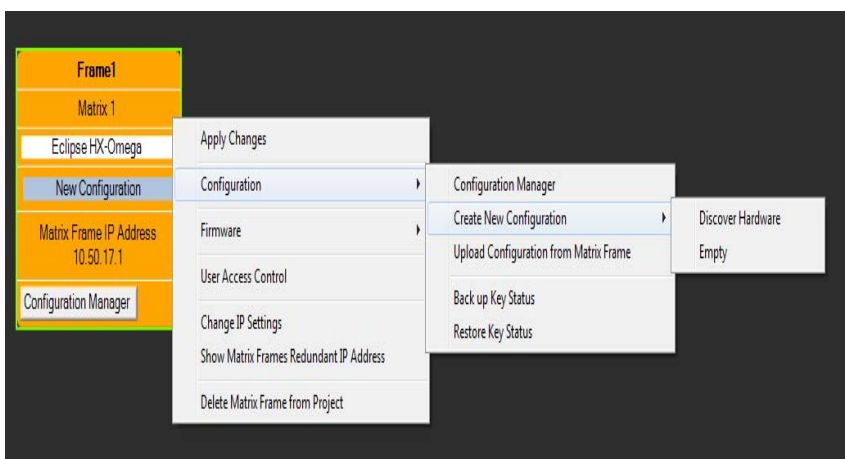 Frame1
Matrix 1
Eclipse HX-Omega
New Configuration
Matrix Frame IP Address
10.50.17.1
Configuration Manager
Apply Changes
Configuration
Firmware
User Access Control
Change IP Settings
Show Matrix Frames Redundant IP Address
Delete Matrix Frame from Project
Configuration Manager
Create New Configuration
Upload Configuration from Matrix Frame
Back up Key Status
Restore Key Status
Discover Hardware
Empty